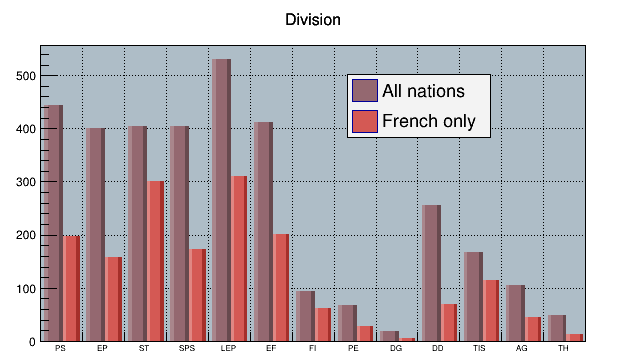 Division
500
400
300
200
100
0
All nations
French only
PS EP ST SPS LEP EF FI PE DG DD TIS AG TH